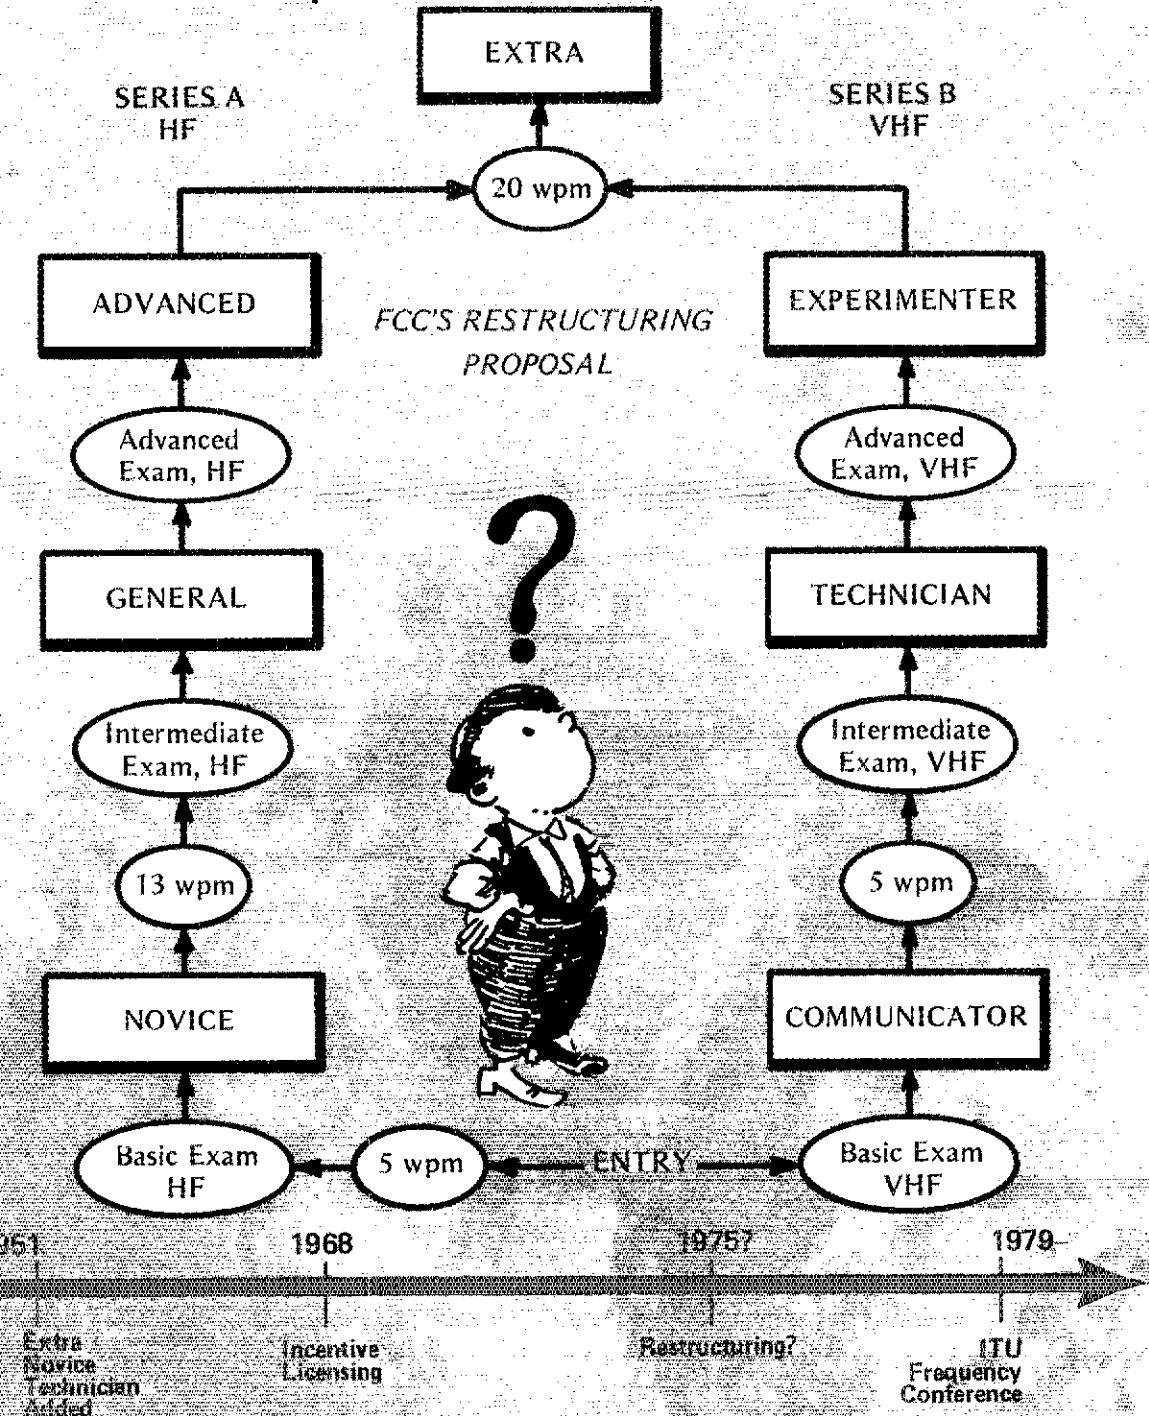 EXTRA
SERIES A
HF
SERIES B
VHF
20 wpm
ADVANCED
FCC'S RESTRUCTURING
PROPOSAL
EXPERIMENTER
Advanced
Exam, HF
Advanced
Exam, VHF
?
GENERAL
TECHNICIAN
Intermediate
Exam, HF
Intermediate
Exam, VHF
13 wpm
5 wpm
NOVICE
COMMUNICATOR
Basic Exam
HF
5 wpm
ENTRY
Basic Exam
VHF
951
1968
1975?
1979
Extra
Novice
Technician
Added
Incentive
Licensing
Restructuring?
ITU
Frequency
Conference